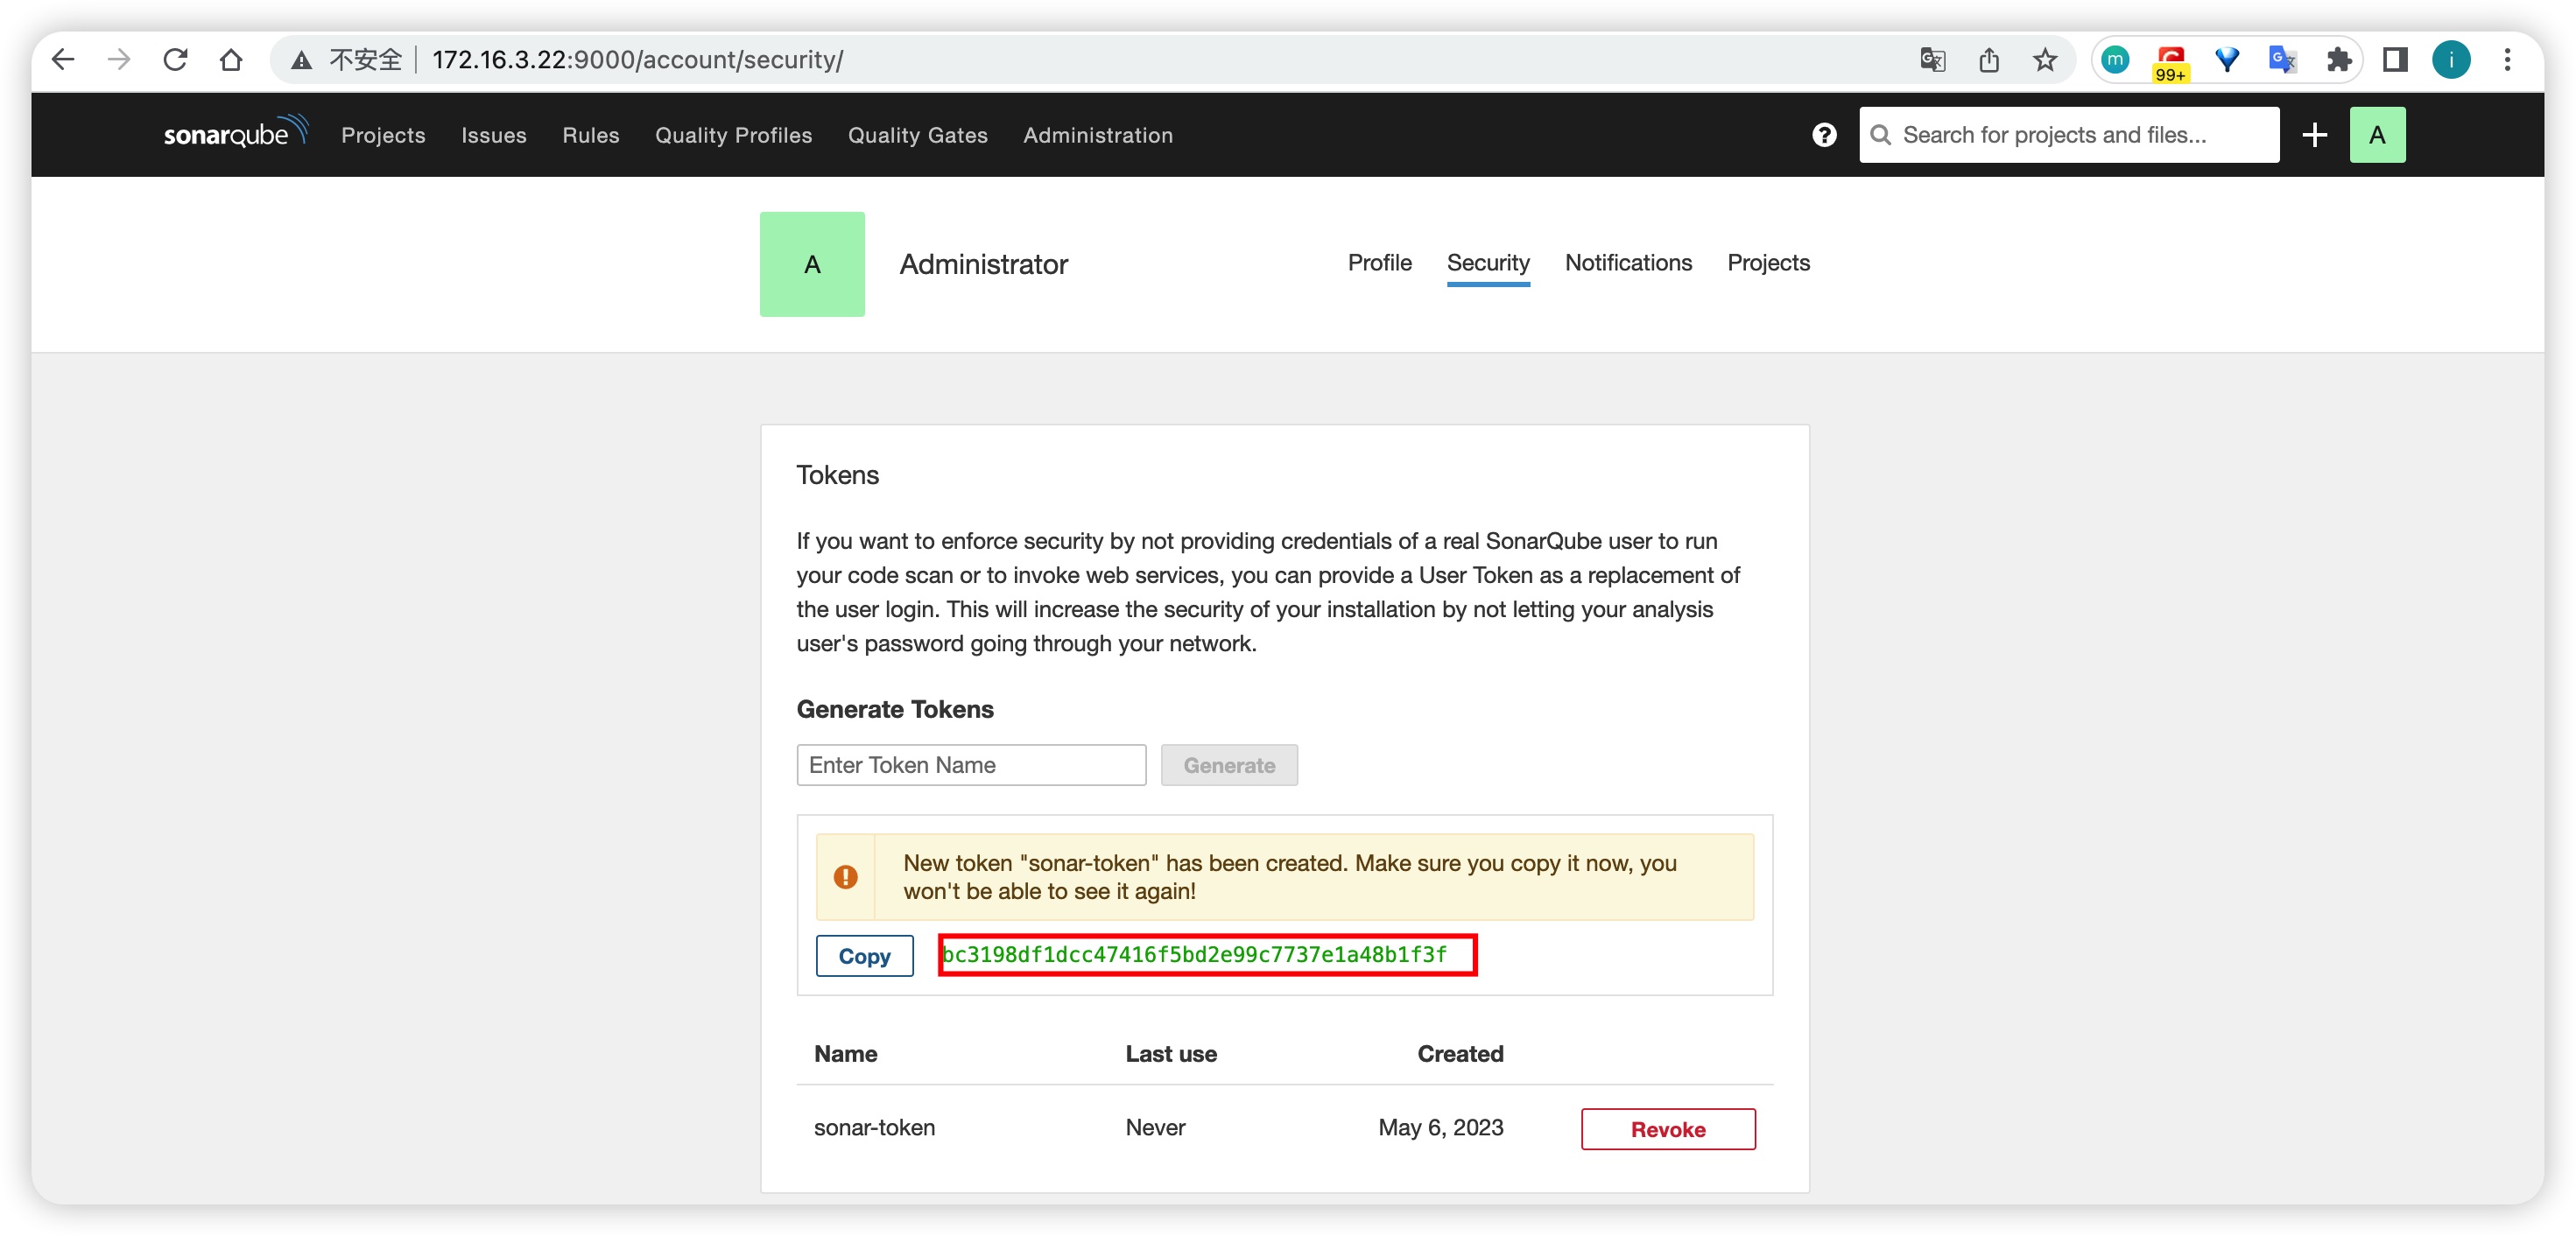 不安全 172.16.3.22:9000/account/security/
m 99+ i
sonarqube Projects Issues Rules Quality Profiles Quality Gates Administration ? Search for projects and files... + A
A Administrator Profile Security Notifications Projects
Tokens
If you want to enforce security by not providing credentials of a real SonarQube user to run
your code scan or to invoke web services, you can provide a User Token as a replacement of
the user login. This will increase the security of your installation by not letting your analysis
user's password going through your network.
Generate Tokens
Enter Token Name Generate
New token "sonar-token" has been created. Make sure you copy it now, you
won't be able to see it again!
Copy bc3198df1dcc47416f5bd2e99c7737e1a48b1f3f
Name Last use Created
sonar-token Never May 6, 2023 Revoke